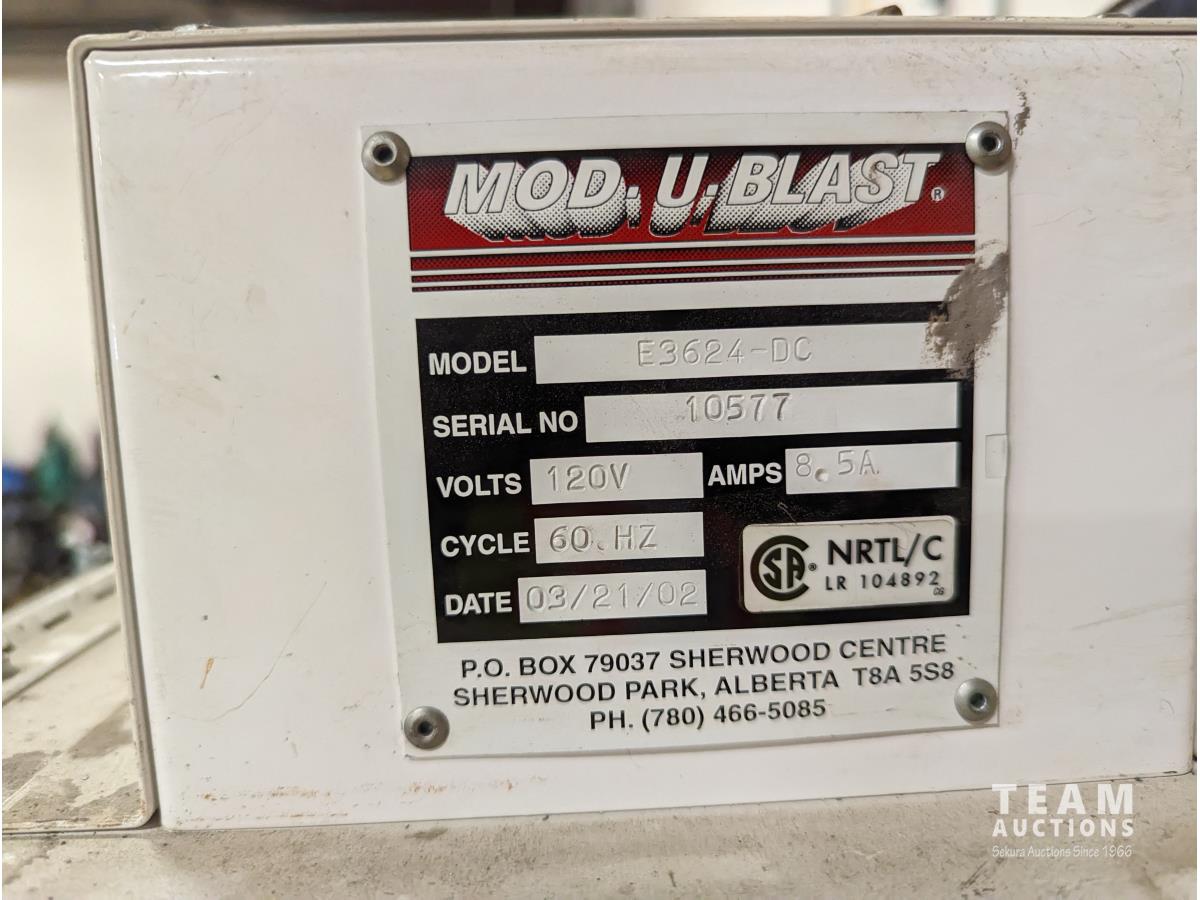 MOD. U. BLAST®
MODEL E3624-DC
SERIAL NO 10577
VOLTS 120V AMPS 8.5A
CYCLE 60.HZ
DATE 03/21/02
CSA® NRTL/C
LR 104892
P.O. BOX 79037 SHERWOOD CENTRE
SHERWOOD PARK, ALBERTA T8A 5S8
PH. (780) 466-5085
TEAM
AUCTIONS
Sekura Auctions Since 1966